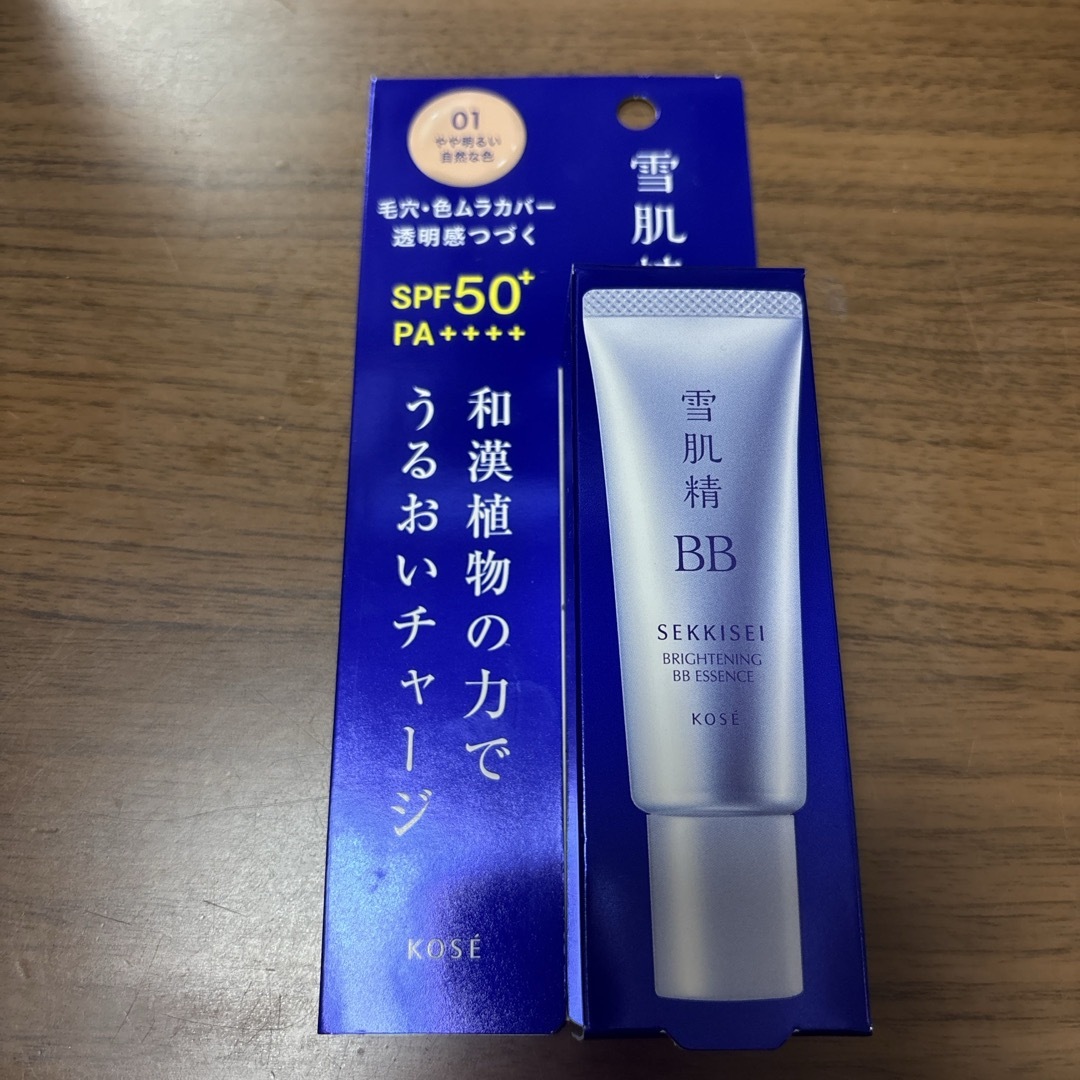 01
やや明るい
自然な色
毛穴・色ムラカバー
透明感つづく
SPF50+
PA++++
和漢植物の力で
うるおいチャージ
KOSÉ
雪肌精
雪肌精
BB
SEKKISEI
BRIGHTENING
BB ESSENCE
KOSÉ